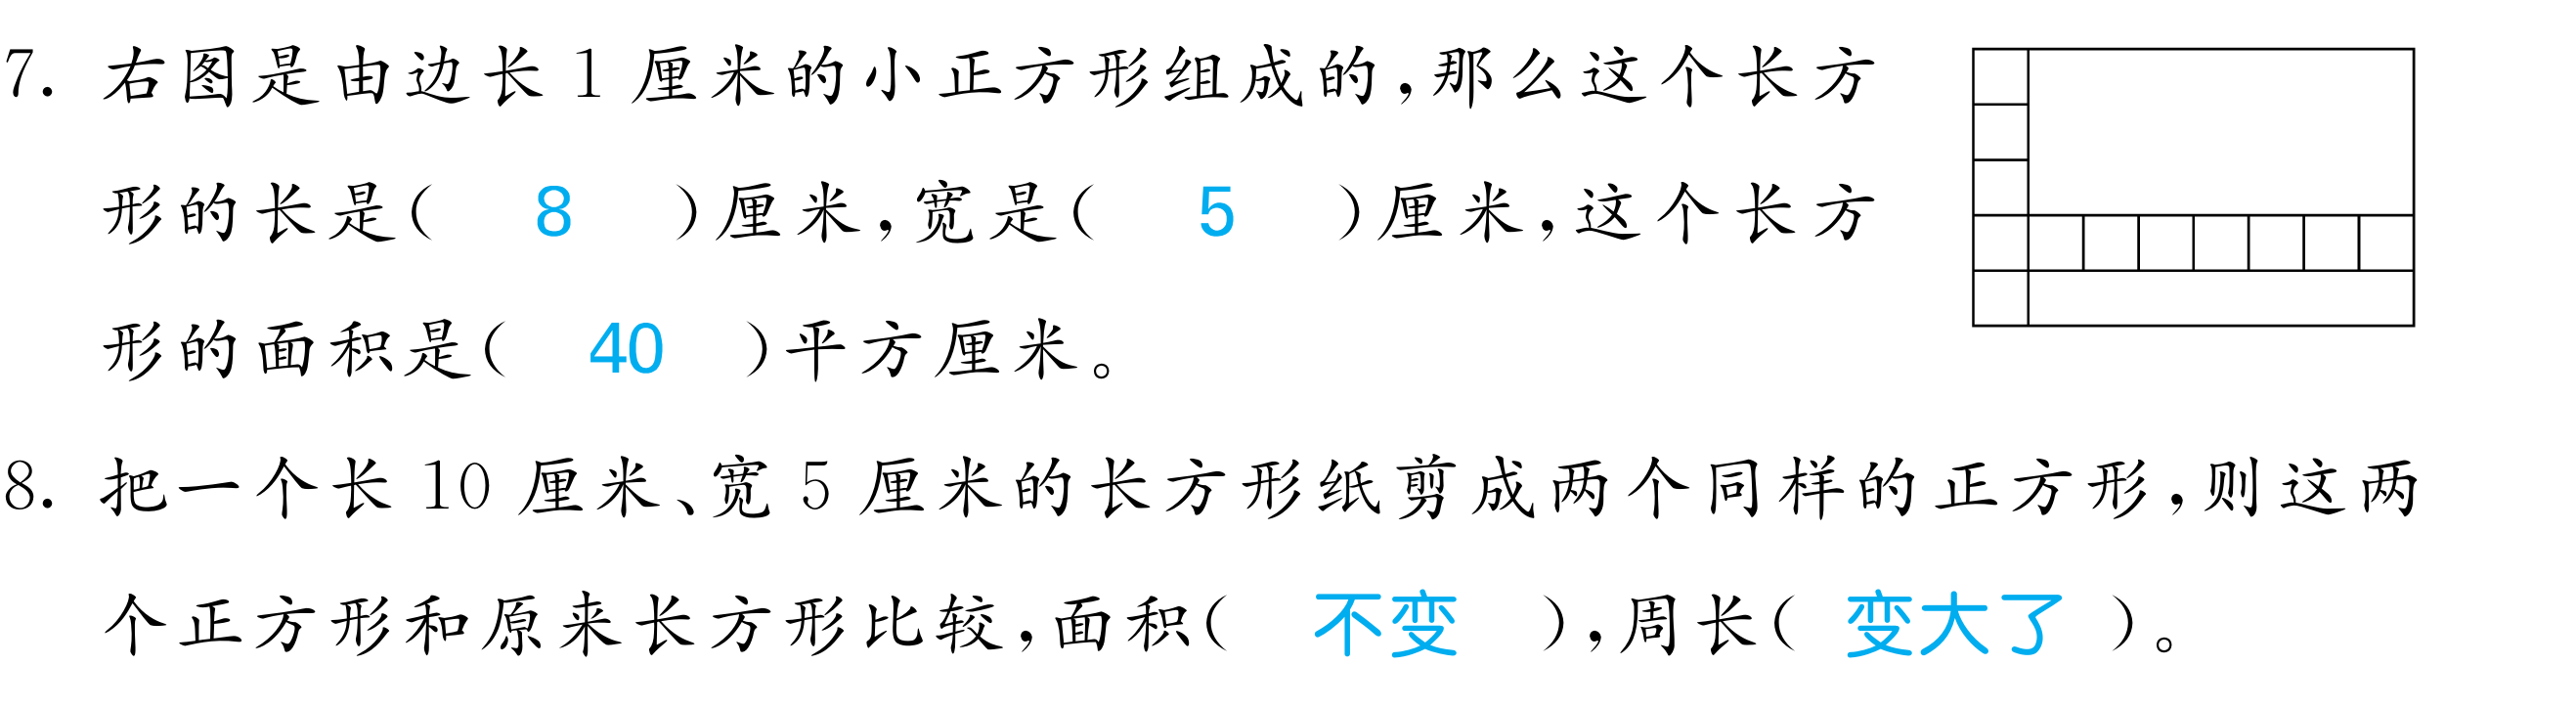 7. 右图是由边长 1 厘米的小正方形组成的,那么这个长方
形的长是( 8 )厘米,宽是( 5 )厘米,这个长方
形的面积是( 40 )平方厘米。
8. 把一个长 10 厘米、宽 5 厘米的长方形纸剪成两个同样的正方形,则这两
个正方形和原来长方形比较,面积( 不变 ),周长( 变大了 )。